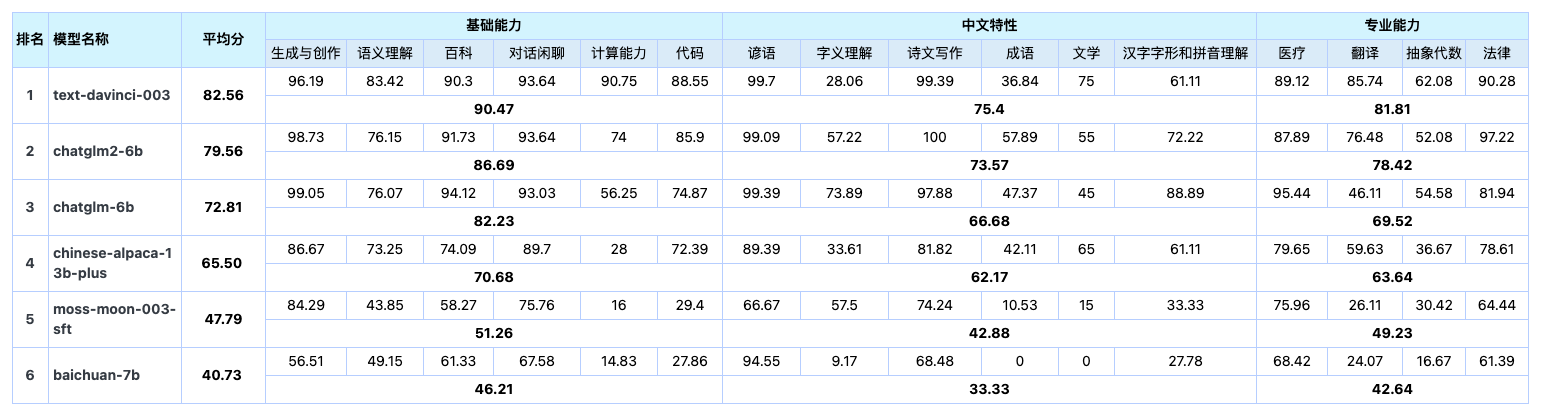 排名 模型名称 平均分 基础能力 中文特性 专业能力
生成与创作 语义理解 百科 对话闲聊 计算能力 代码 谚语 字义理解 诗文写作 成语 文学 汉字字形和拼音理解 医疗 翻译 抽象代数 法律
1 text-davinci-003 82.56 96.19 83.42 90.3 93.64 90.75 88.55 99.7 28.06 99.39 36.84 75 61.11 89.12 85.74 62.08 90.28
90.47 75.4 81.81
2 chatglm2-6b 79.56 98.73 76.15 91.73 93.64 74 85.9 99.09 57.22 100 57.89 55 72.22 87.89 76.48 52.08 97.22
86.69 73.57 78.42
3 chatglm-6b 72.81 99.05 76.07 94.12 93.03 56.25 74.87 99.39 73.89 97.88 47.37 45 88.89 95.44 46.11 54.58 81.94
82.23 66.68 69.52
4 chinese-alpaca-1 65.50 86.67 73.25 74.09 89.7 28 72.39 89.39 33.61 81.82 42.11 65 61.11 79.65 59.63 36.67 78.61
3b-plus 70.68 62.17 63.64
5 moss-moon-003- 47.79 84.29 43.85 58.27 75.76 16 29.4 66.67 57.5 74.24 10.53 15 33.33 75.96 26.11 30.42 64.44
sft 51.26 42.88 49.23
6 baichuan-7b 40.73 56.51 49.15 61.33 67.58 14.83 27.86 94.55 9.17 68.48 0 0 27.78 68.42 24.07 16.67 61.39
46.21 33.33 42.64